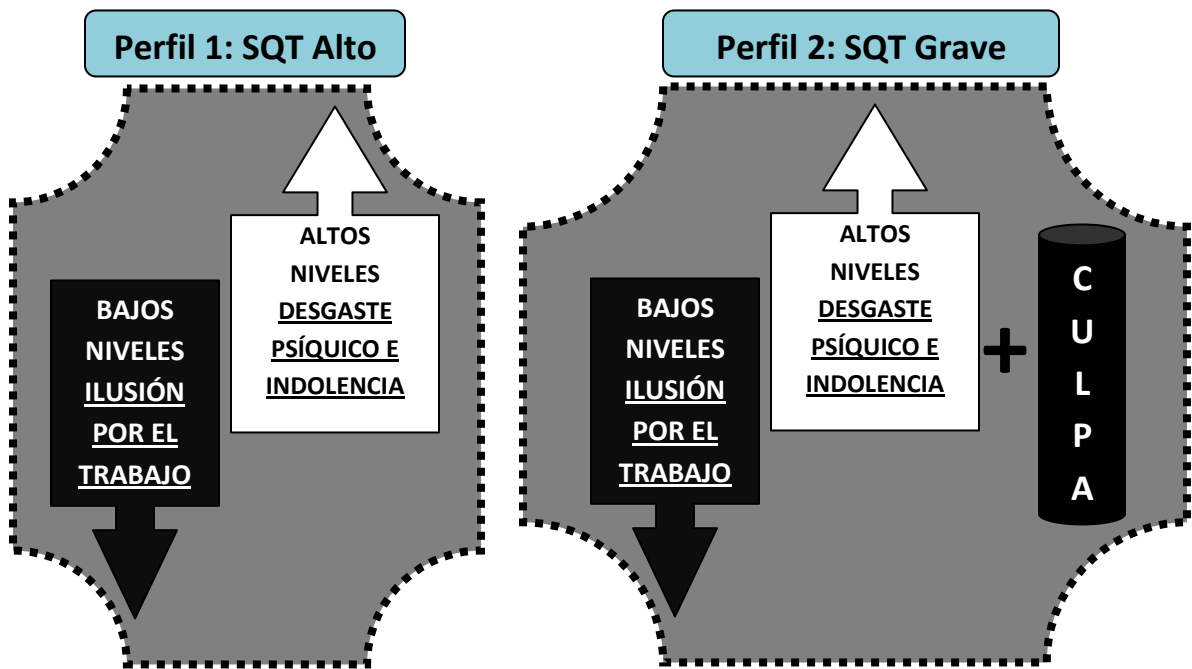 Perfil 1: SQT Alto
ALTOS
NIVELES
DESGASTE
PSÍQUICO E
INDOLENCIA
BAJOS
NIVELES
ILUSIÓN
POR EL
TRABAJO
Perfil 2: SQT Grave
ALTOS
NIVELES
DESGASTE
PSÍQUICO E
INDOLENCIA
BAJOS
NIVELES
ILUSIÓN
POR EL
TRABAJO
+
C
U
L
P
A